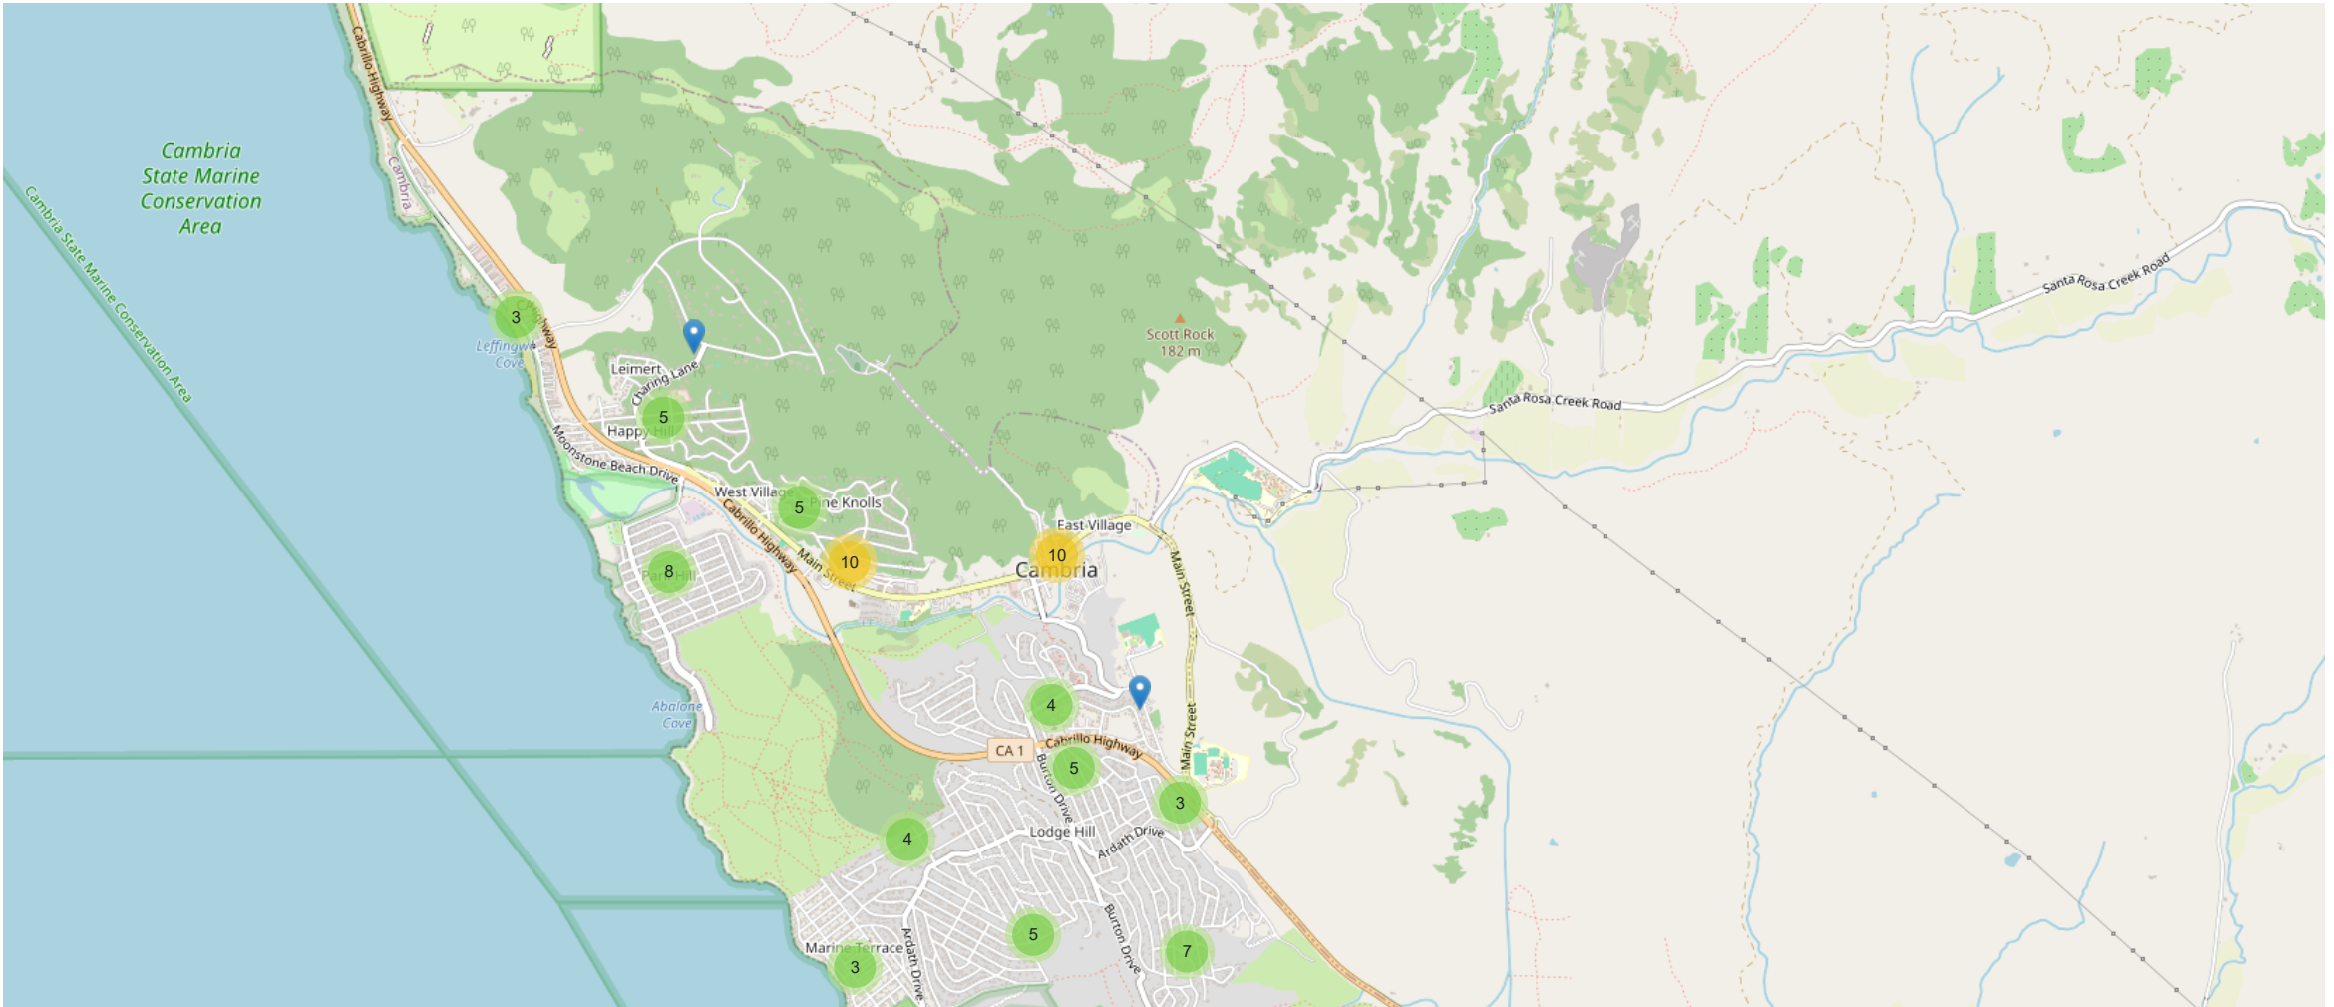 Cabrillo Highway
Cambria
State Marine
Conservation
Area
Cambria
Cambria State Marine Conservation Area
3
Highway
Leffingwe
Cove
Scott Rock
182 m
Santa Rosa Creek Road
Leimert
Charing Lane
Santa Rosa Creek Road
5
Happy Hill
Moonstone Beach Drive
West Village
5
Pine Knolls
Cabrillo Highway
East Village
10
10
Main Street
Cambria
8
Park Hill
Main Street
4
Abalone
Cove
CA 1
Cabrillo Highway
Main Street
5
Burton Drive
3
4
Lodge Hill
Ardath Drive
5
Burton Drive
7
Marine Terrace
3
Ardath Drive